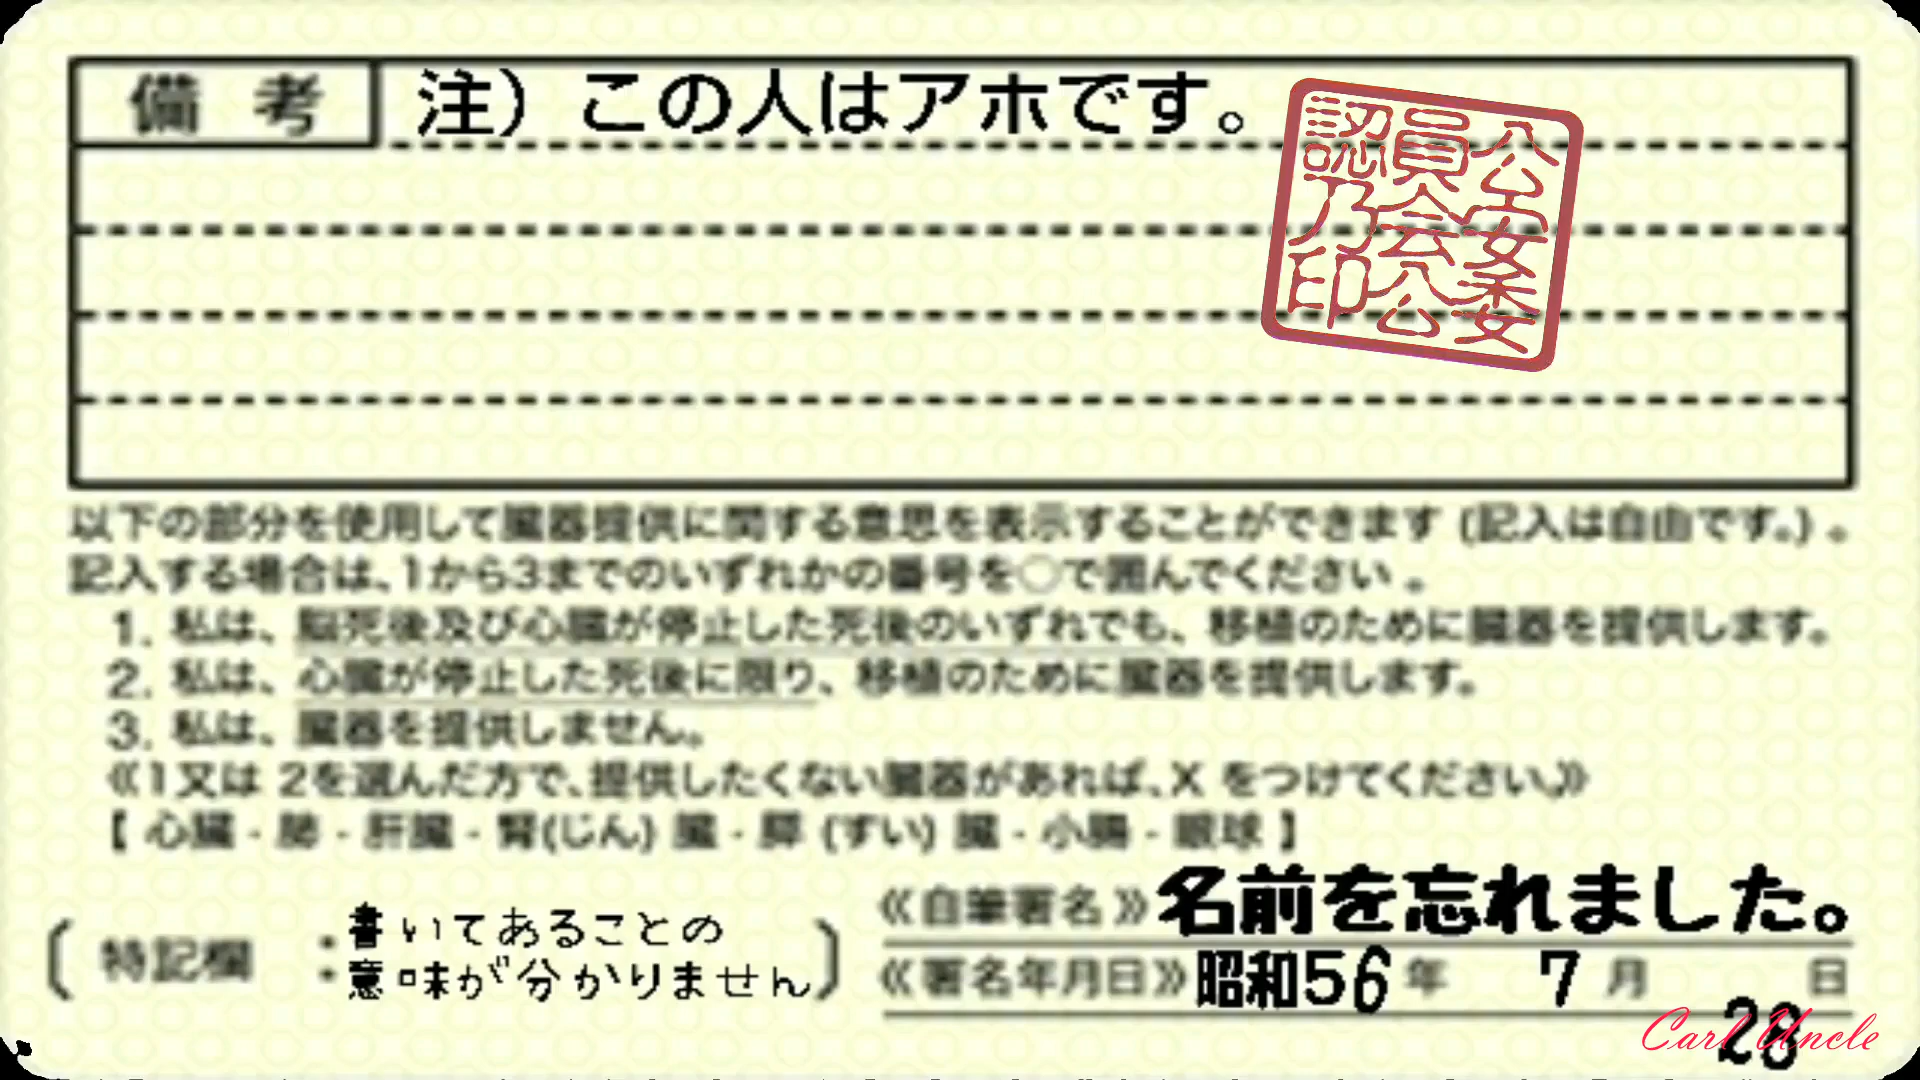 備考 注）この人はアホです。
公安委員会公認乃印
以下の部分を使用して臓器提供に関する意思を表示することができます (記入は自由です。) 。
記入する場合は、1から3までのいずれかの番号を○で囲んでください 。
1. 私は、脳死後及び心臓が停止した死後のいずれでも、移植のために臓器を提供します。
2. 私は、心臓が停止した死後に限り、移植のために臓器を提供します。
3. 私は、臓器を提供しません。
《1又は 2を選んだ方で、提供したくない臓器があれば、X をつけてください。》
【 心臓 - 肺 - 肝臓 - 腎(じん) 臓 - 膵 (すい) 臓 - 小腸 - 眼球 】
〔 特記欄 ・書いてあることの
・意味が分かりません 〕
《自筆署名》名前を忘れました。
《署名年月日》昭和56年 7月 28日
Carl Uncle